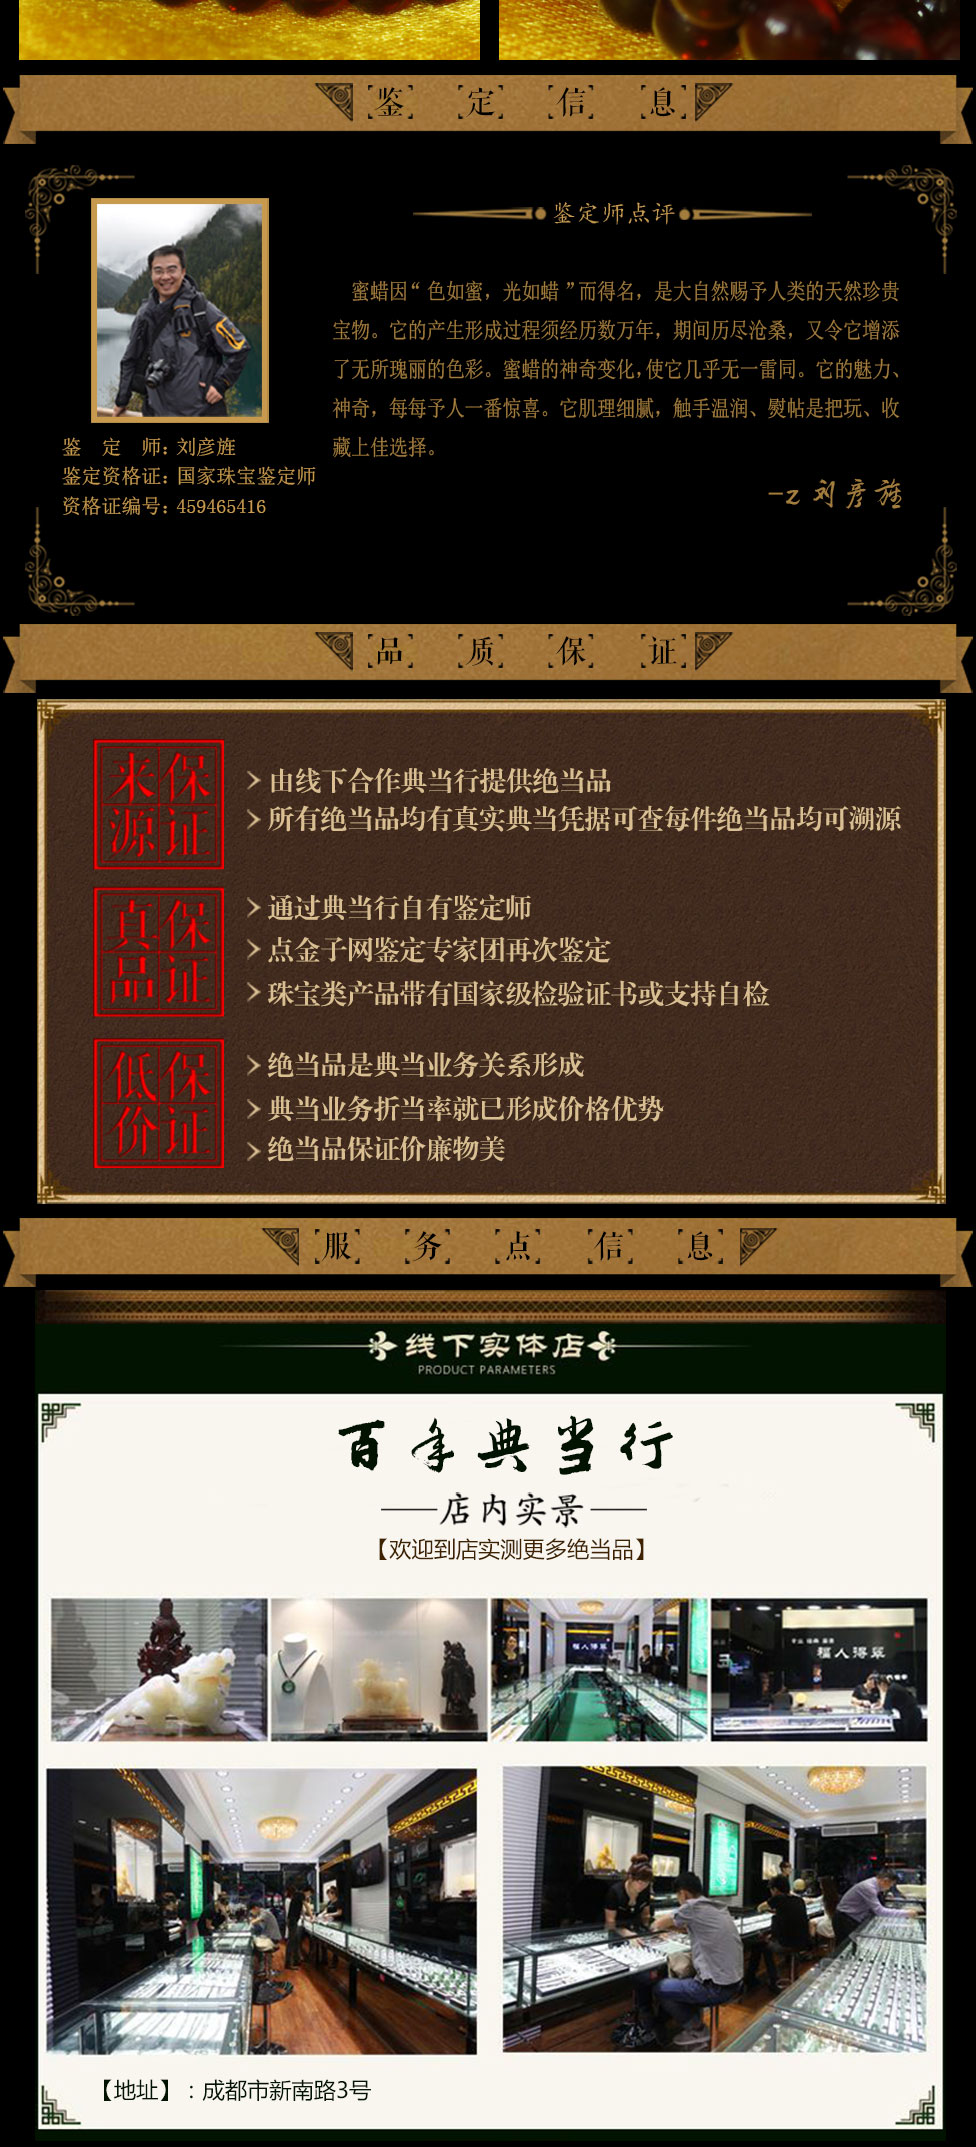 鉴定信息
鉴定师点评
蜜蜡因“色如蜜，光如蜡”而得名，是大自然赐予人类的天然珍贵
宝物。它的产生形成过程须经历数万年，期间历尽沧桑，又令它增添
了无所瑰丽的色彩。蜜蜡的神奇变化，使它几乎无一雷同。它的魅力、
神奇，每每予人一番惊喜。它肌理细腻，触手温润、熨帖是把玩、收
藏上佳选择。
鉴 定 师：刘彦旌
鉴定资格证：国家珠宝鉴定师
资格证编号：459465416
刘彦旌
品质保证
来源保证
由线下合作典当行提供绝当品
所有绝当品均有真实典当凭据可查每件绝当品均可溯源
真品保证
通过典当行自有鉴定师
点金子网鉴定专家团再次鉴定
珠宝类产品带有国家级检验证书或支持自检
低价保证
绝当品是典当业务关系形成
典当业务折当率就已形成价格优势
绝当品保证价廉物美
服务点信息
线下实体店
PRODUCT PARAMETERS
百年典当行
店内实景
【欢迎到店实测更多绝当品】
福人得翠
福人得翠
【地址】：成都市新南路3号